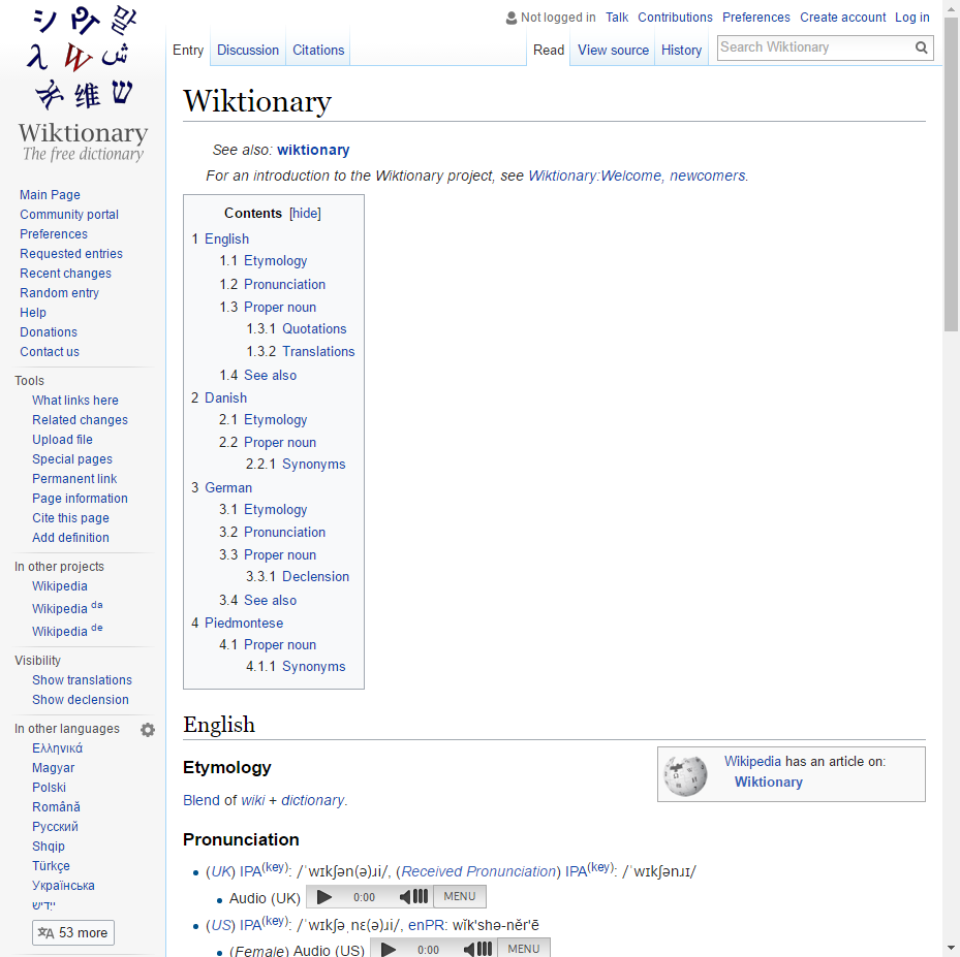 シ Pի 말
λ W ش
维 ש
Wiktionary
The free dictionary
Not logged in Talk Contributions Preferences Create account Log in
Entry Discussion Citations Read View source History Search Wiktionary
Main Page
Community portal
Preferences
Requested entries
Recent changes
Random entry
Help
Donations
Contact us
Tools
What links here
Related changes
Upload file
Special pages
Permanent link
Page information
Cite this page
Add definition
In other projects
Wikipedia
Wikipedia da
Wikipedia de
Visibility
Show translations
Show declension
In other languages
Ελληνικά
Magyar
Polski
Română
Русский
Shqip
Türkçe
Українська
ייִדיש
53 more
Wiktionary
See also: wiktionary
For an introduction to the Wiktionary project, see Wiktionary:Welcome, newcomers.
Contents [hide]
1 English
1.1 Etymology
1.2 Pronunciation
1.3 Proper noun
1.3.1 Quotations
1.3.2 Translations
1.4 See also
2 Danish
2.1 Etymology
2.2 Proper noun
2.2.1 Synonyms
3 German
3.1 Etymology
3.2 Pronunciation
3.3 Proper noun
3.3.1 Declension
3.4 See also
4 Piedmontese
4.1 Proper noun
4.1.1 Synonyms
English
Wikipedia has an article on:
Wiktionary
Etymology
Blend of wiki + dictionary.
Pronunciation
• (UK) IPA(key): /ˈwɪkʃən(ə)ɹi/, (Received Pronunciation) IPA(key): /ˈwɪkʃənɹɪ/
• Audio (UK) 0:00 MENU
• (US) IPA(key): /ˈwɪkʃəˌnɛ(ə)ɹi/, enPR: wĭk'shə-nĕr'ē
• (Female) Audio (US) 0:00 MENU